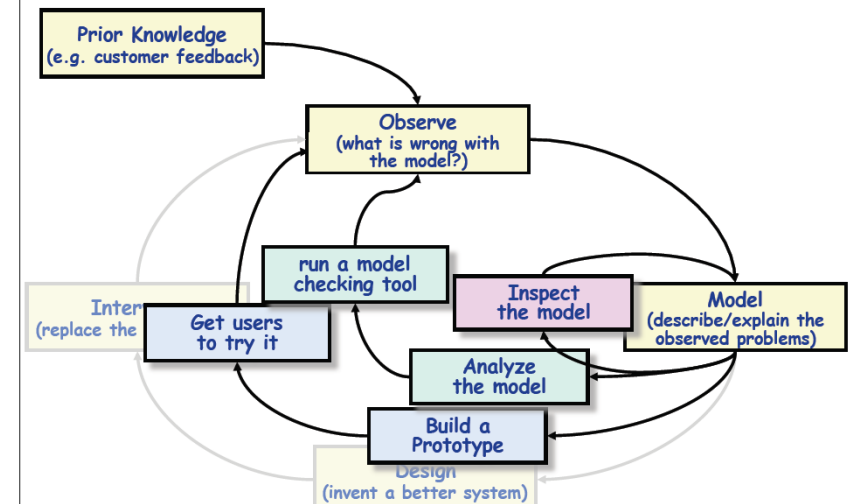 Prior Knowledge
(e.g. customer feedback)
Observe
(what is wrong with
the model?)
run a model
checking tool
Inspect
the model
Model
(describe/explain the
observed problems)
(replace the
Get users
to try it
Analyze
the model
Build a
Prototype
Design
(invent a better system)